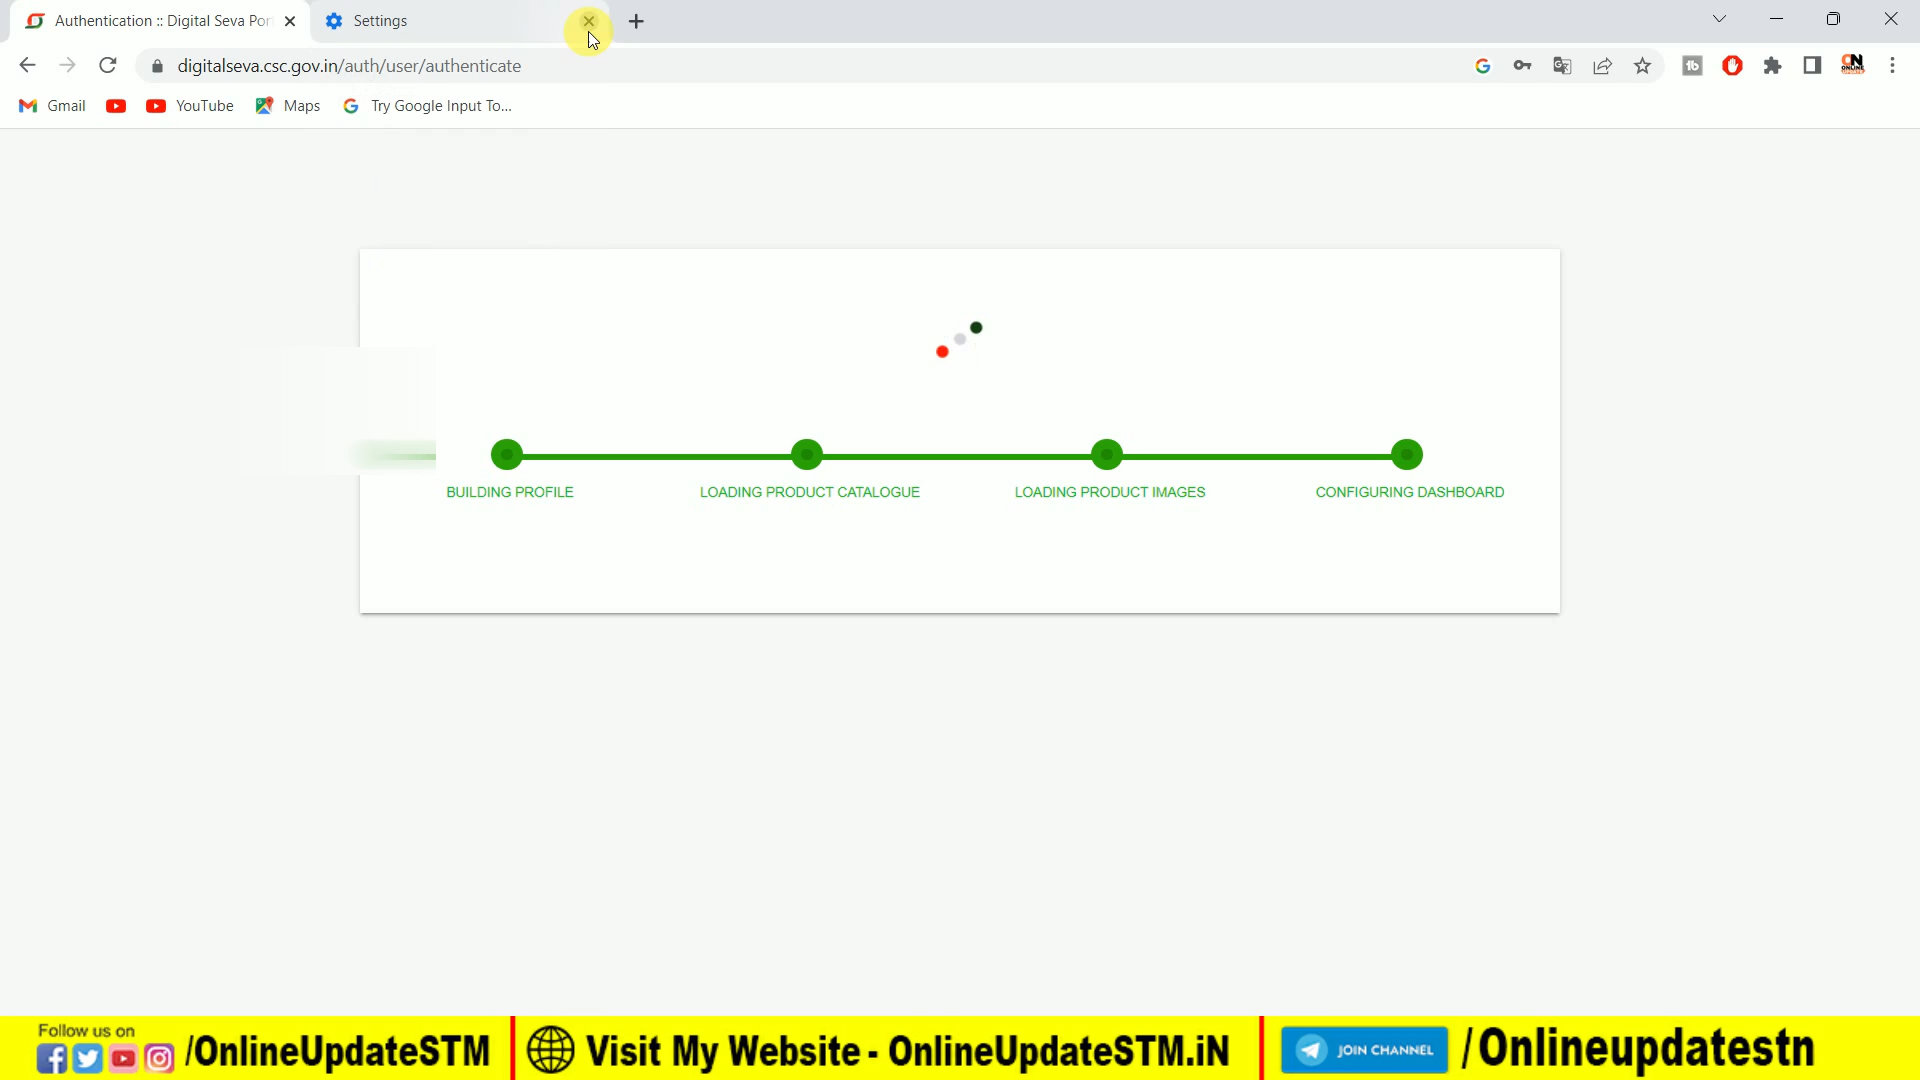 Authentication :: Digital Seva Por
Settings
digitalseva.csc.gov.in/auth/user/authenticate
Gmail
YouTube
Maps
Try Google Input To...
BUILDING PROFILE
LOADING PRODUCT CATALOGUE
LOADING PRODUCT IMAGES
CONFIGURING DASHBOARD
Follow us on
/OnlineUpdateSTM
Visit My Website - OnlineUpdateSTM.iN
JOIN CHANNEL
/Onlineupdatestn